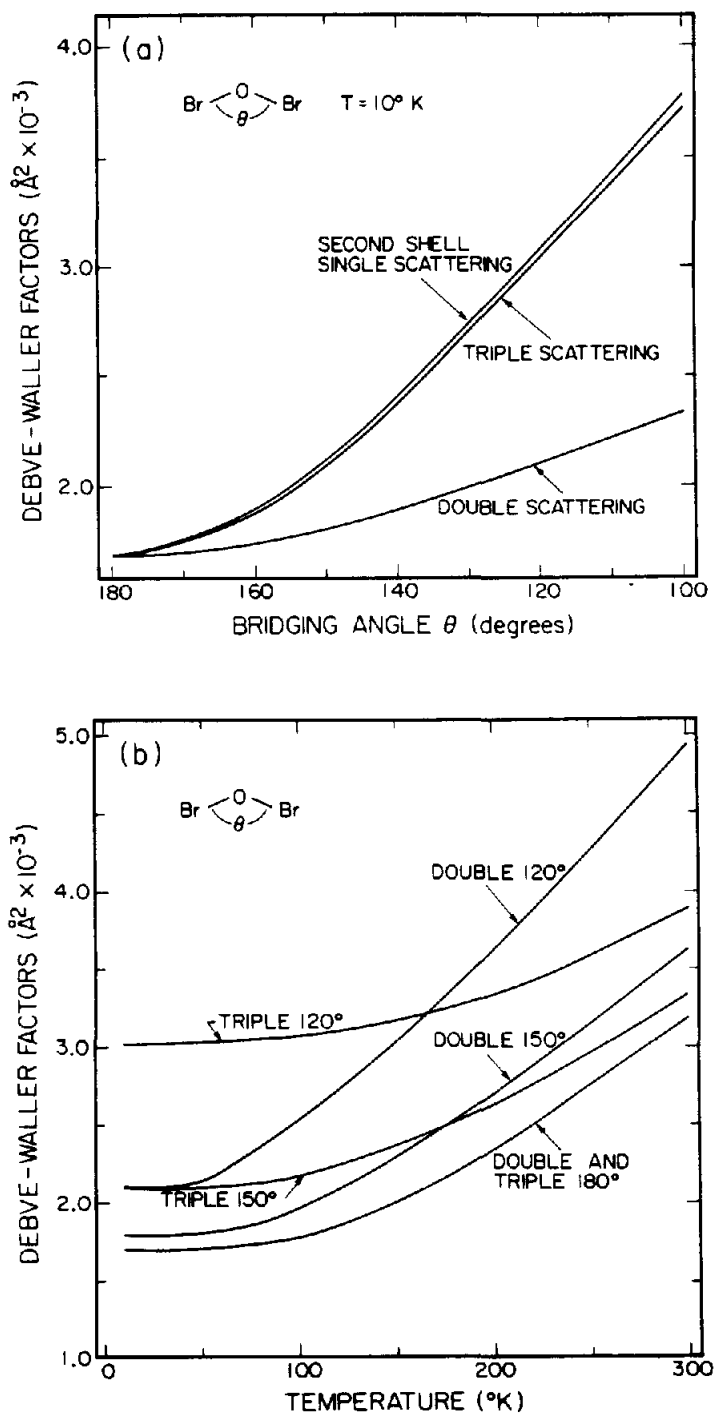 (a)
Br O Br T = 10° K
θ
SECOND SHELL
SINGLE SCATTERING
TRIPLE SCATTERING
DOUBLE SCATTERING
4.0
3.0
2.0
DEBVE-WALLER FACTORS (Å² × 10⁻³)
180 160 140 120 100
BRIDGING ANGLE θ (degrees)
(b)
Br O Br
θ
DOUBLE 120°
TRIPLE 120°
DOUBLE 150°
TRIPLE 150°
DOUBLE AND
TRIPLE 180°
5.0
4.0
3.0
2.0
1.0
DEBVE-WALLER FACTORS (Å² × 10⁻³)
0 100 200 300
TEMPERATURE (°K)